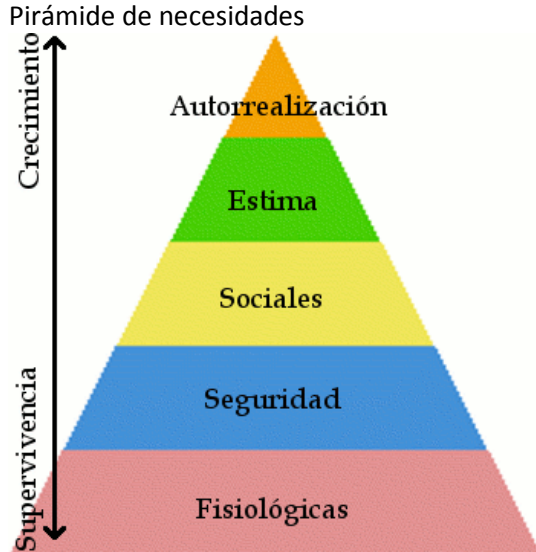 Pirámide de necesidades
Crecimiento
Autorrealización
Estima
Sociales
Seguridad
Supervivencia
Fisiológicas